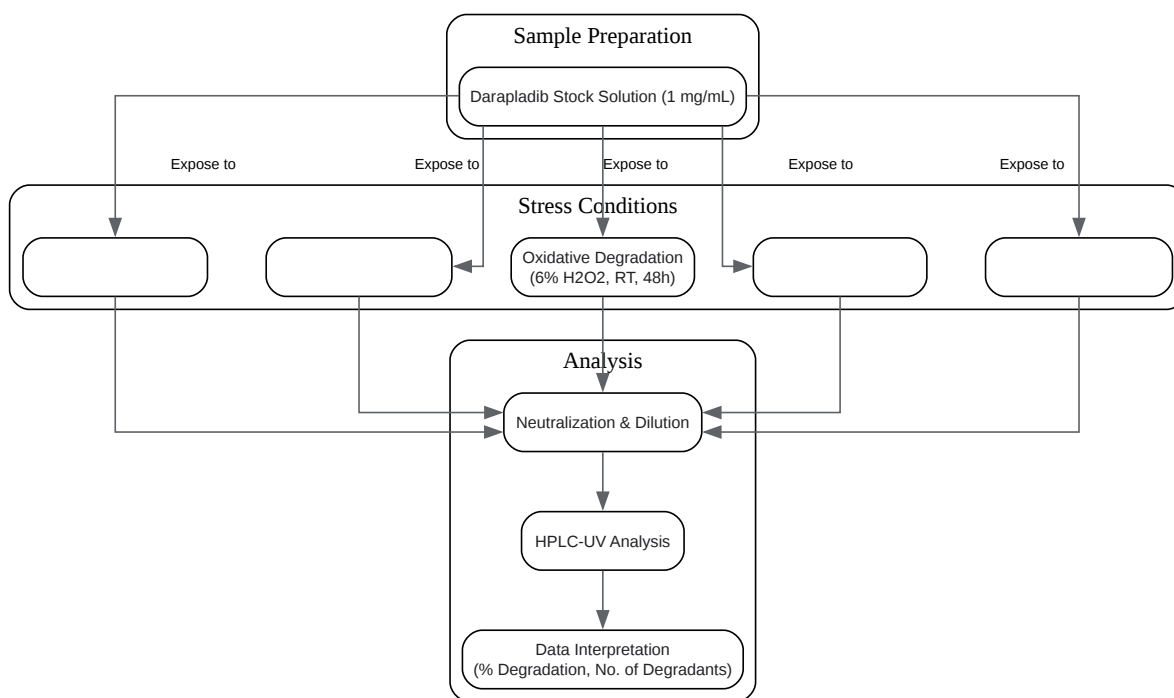 Sample Preparation
Darapladib Stock Solution (1 mg/mL)
Expose to
Expose to
Expose to
Expose to
Expose to
Stress Conditions
Oxidative Degradation
(6% H2O2, RT, 48h)
Analysis
Neutralization & Dilution
HPLC-UV Analysis
Data Interpretation
(% Degradation, No. of Degradants)